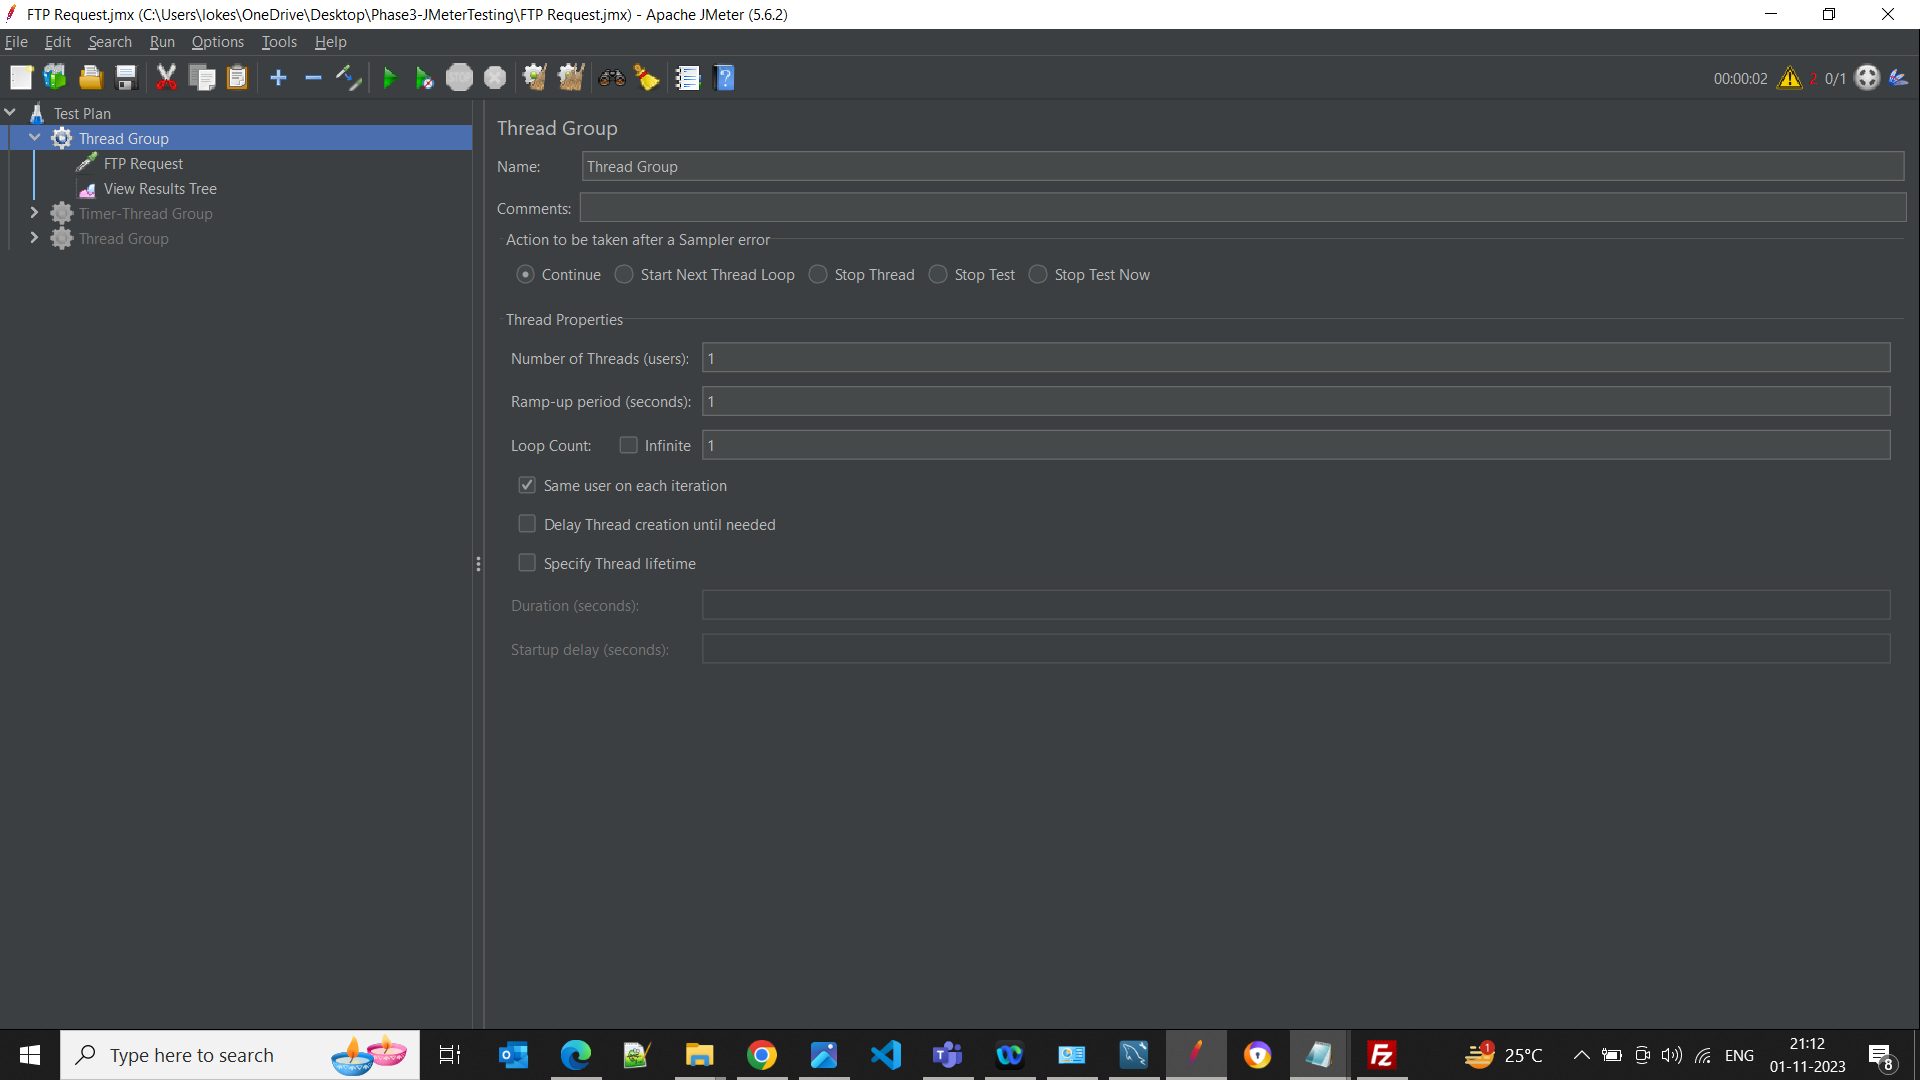 FTP Request.jmx (C:\Users\lokes\OneDrive\Desktop\Phase3-JMeterTesting\FTP Request.jmx) - Apache JMeter (5.6.2)
File Edit Search Run Options Tools Help
STOP
00:00:02 2 0/1
Test Plan
Thread Group
FTP Request
View Results Tree
Timer-Thread Group
Thread Group
Thread Group
Name: Thread Group
Comments:
Action to be taken after a Sampler error
Continue Start Next Thread Loop Stop Thread Stop Test Stop Test Now
Thread Properties
Number of Threads (users): 1
Ramp-up period (seconds): 1
Loop Count: Infinite 1
Same user on each iteration
Delay Thread creation until needed
Specify Thread lifetime
Duration (seconds):
Startup delay (seconds):
Type here to search
1 25°C ENG
21:12
01-11-2023
8